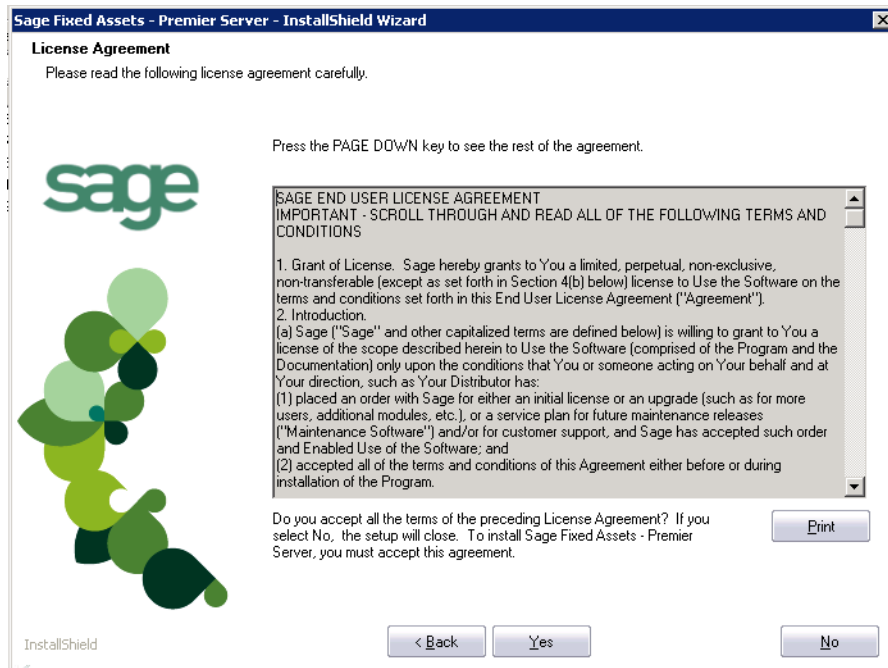 Sage Fixed Assets - Premier Server - InstallShield Wizard
License Agreement
Please read the following license agreement carefully.
Press the PAGE DOWN key to see the rest of the agreement.
sage
SAGE END USER LICENSE AGREEMENT
IMPORTANT - SCROLL THROUGH AND READ ALL OF THE FOLLOWING TERMS AND
CONDITIONS
1. Grant of License.  Sage hereby grants to You a limited, perpetual, non-exclusive,
non-transferable (except as set forth in Section 4(b) below) license to Use the Software on the
terms and conditions set forth in this End User License Agreement ("Agreement").
2. Introduction.
(a) Sage ("Sage" and other capitalized terms are defined below) is willing to grant to You a
license of the scope described herein to Use the Software (comprised of the Program and the
Documentation) only upon the conditions that You or someone acting on Your behalf and at
Your direction, such as Your Distributor has:
(1) placed an order with Sage for either an initial license or an upgrade (such as for more
users, additional modules, etc.), or a service plan for future maintenance releases
("Maintenance Software") and/or for customer support, and Sage has accepted such order
and Enabled Use of the Software; and
(2) accepted all of the terms and conditions of this Agreement either before or during
installation of the Program.
Do you accept all the terms of the preceding License Agreement?  If you
select No,  the setup will close.  To install Sage Fixed Assets - Premier
Server, you must accept this agreement.
Print
InstallShield
< Back
Yes
No